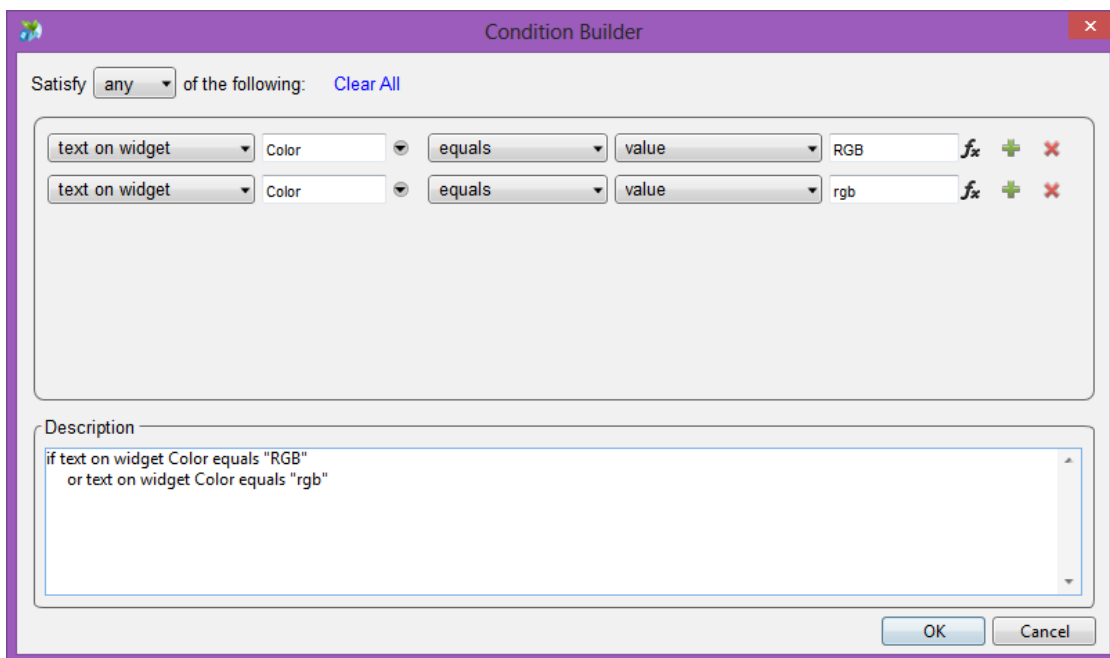 Condition Builder
Satisfy any of the following: Clear All
text on widget Color equals value RGB fx
text on widget Color equals value rgb fx
Description
if text on widget Color equals "RGB"
or text on widget Color equals "rgb"
OK Cancel